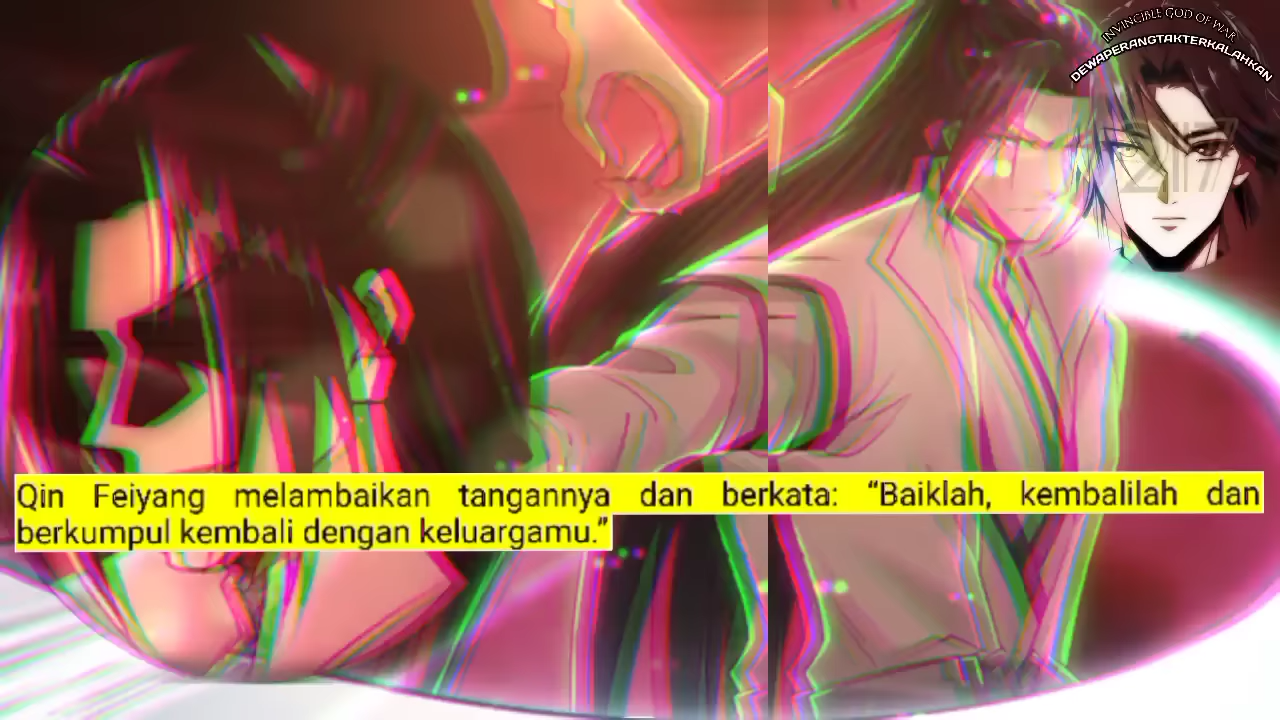 INVINCIBLE GOD OF WAR
DEWAPERANGTAKTERKALAHKAN
Qin Feiyang melambaikan tangannya dan berkata: “Baiklah, kembalilah dan
berkumpul kembali dengan keluargamu.”